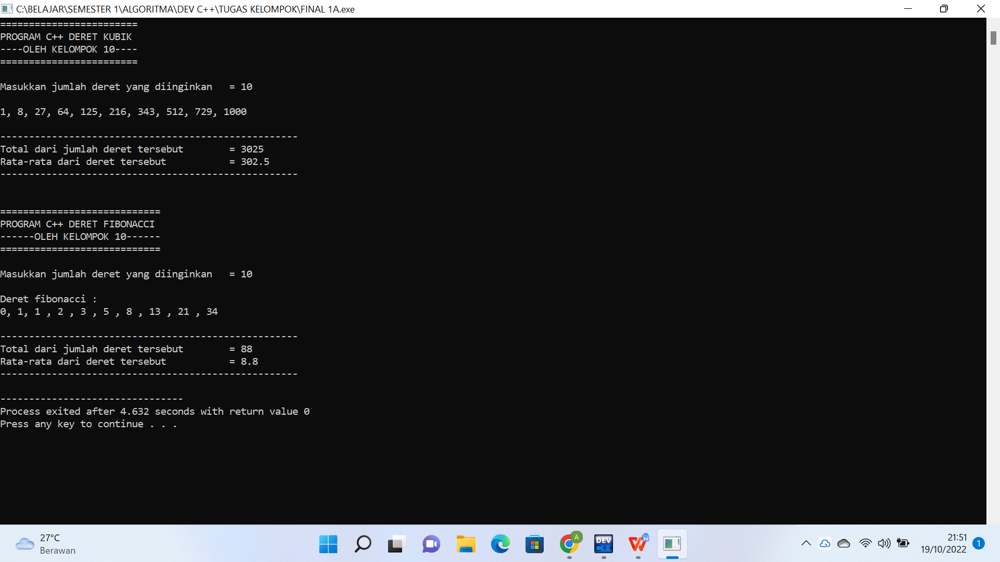 C:\BELAJAR\SEMESTER 1\ALGORITMA\DEV C++\TUGAS KELOMPOK\FINAL 1A.exe
========================
PROGRAM C++ DERET KUBIK
----OLEH KELOMPOK 10----
========================
Masukkan jumlah deret yang diinginkan   = 10
1, 8, 27, 64, 125, 216, 343, 512, 729, 1000
----------------------------------------------------
Total dari jumlah deret tersebut        = 3025
Rata-rata dari deret tersebut           = 302.5
----------------------------------------------------
============================
PROGRAM C++ DERET FIBONACCI
------OLEH KELOMPOK 10------
============================
Masukkan jumlah deret yang diinginkan   = 10
Deret fibonacci :
0, 1, 1 , 2 , 3 , 5 , 8 , 13 , 21 , 34
----------------------------------------------------
Total dari jumlah deret tersebut        = 88
Rata-rata dari deret tersebut           = 8.8
----------------------------------------------------
--------------------------------
Process exited after 4.632 seconds with return value 0
Press any key to continue . . .
27°C
Berawan
A
DEV
C++
W
21:51
19/10/2022
1